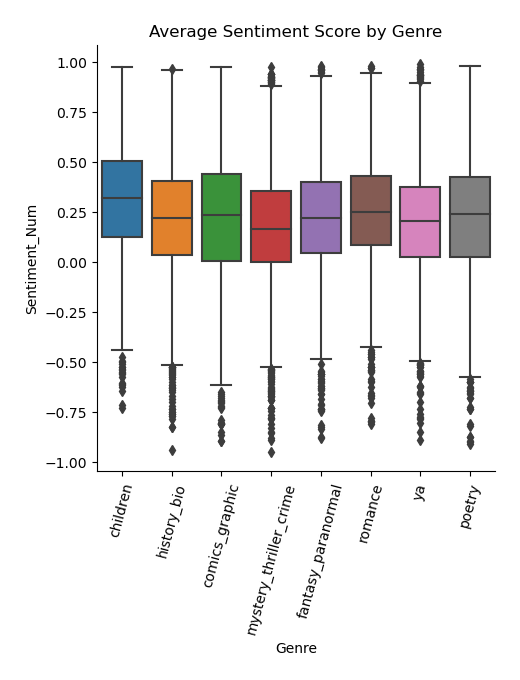 Average Sentiment Score by Genre
Sentiment_Num
1.00
0.75
0.50
0.25
0.00
−0.25
−0.50
−0.75
−1.00
children
history_bio
comics_graphic
mystery_thriller_crime
fantasy_paranormal
romance
ya
poetry
Genre